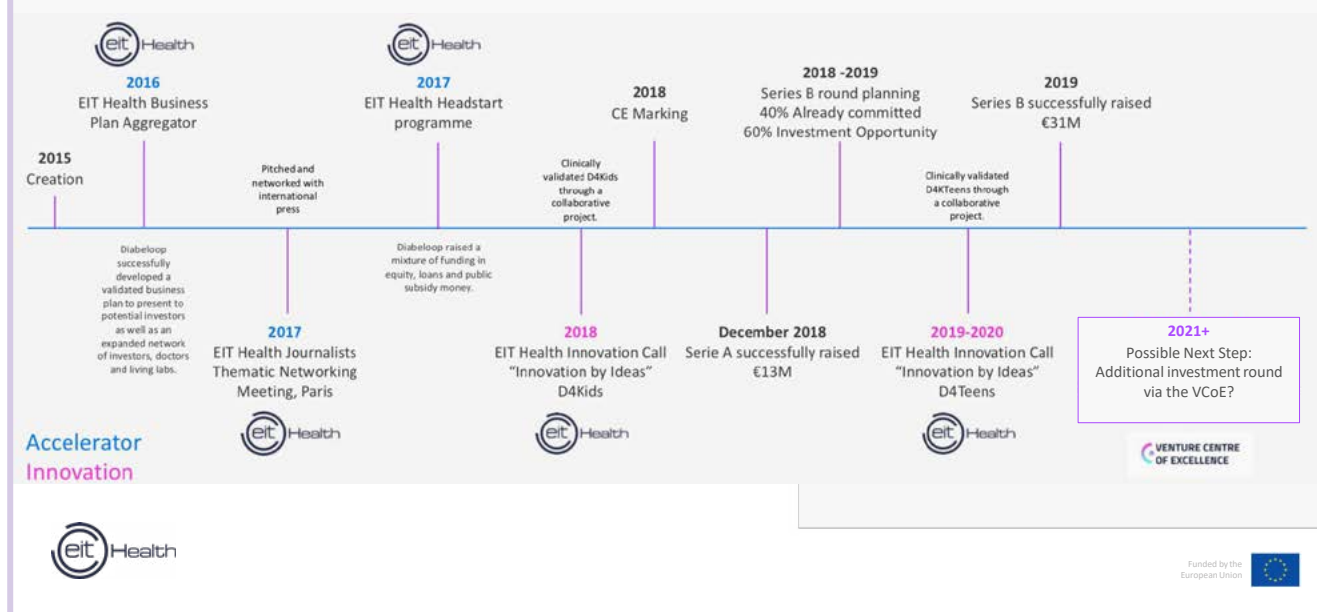 eit Health
2016
EIT Health Business
Plan Aggregator
eit Health
2017
EIT Health Headstart
programme
2018
CE Marking
2018 -2019
Series B round planning
40% Already committed
60% Investment Opportunity
2019
Series B successfully raised
€31M
2015
Creation
Pitched and
networked with
international
press
Clinically
validated D4Kids
through a
collaborative
project.
Clinically validated
D4KTeens through
a collaborative
project.
Diabeloop
successfully
developed a
validated business
plan to present to
potential investors
as well as an
expanded network
of investors, doctors
and living labs.
Diabeloop raised a
mixture of funding in
equity, loans and public
subsidy money.
2017
EIT Health Journalists
Thematic Networking
Meeting, Paris
eit Health
2018
EIT Health Innovation Call
“Innovation by Ideas”
D4Kids
eit Health
December 2018
Serie A successfully raised
€13M
2019-2020
EIT Health Innovation Call
“Innovation by Ideas”
D4Teens
eit Health
2021+
Possible Next Step:
Additional investment round
via the VCoE?
VENTURE CENTRE
OF EXCELLENCE
Accelerator
Innovation
eit Health
Funded by the
European Union